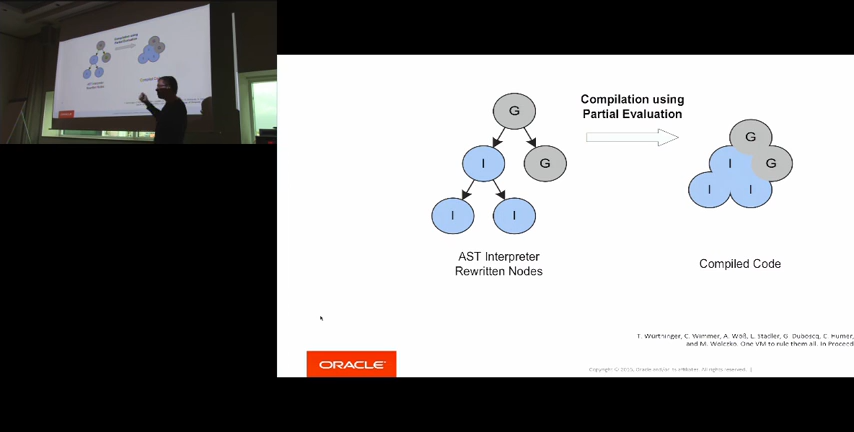 G
Compilation using
Partial Evaluation
G
I
G
I
G
I
I
I
I
AST Interpreter
Rewritten Nodes
Compiled Code
T. Würthinger, C. Wimmer, A. Wöß, L. Stadler, G. Duboscq, C. Humer,
and M. Wolczko. One VM to rule them all. In Proceed
ORACLE
Copyright © 2015, Oracle and/or its affiliates. All rights reserved. |